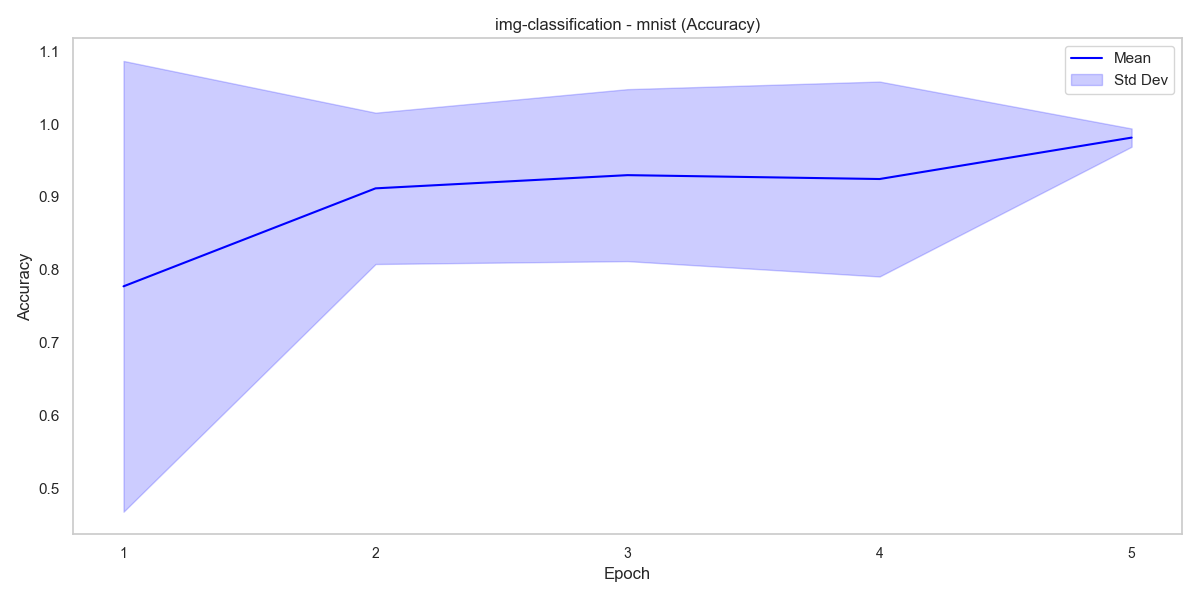 img-classification - mnist (Accuracy)
1.1
1.0
0.9
0.8
0.7
0.6
0.5
Accuracy
Mean
Std Dev
1 2 3 4 5
Epoch